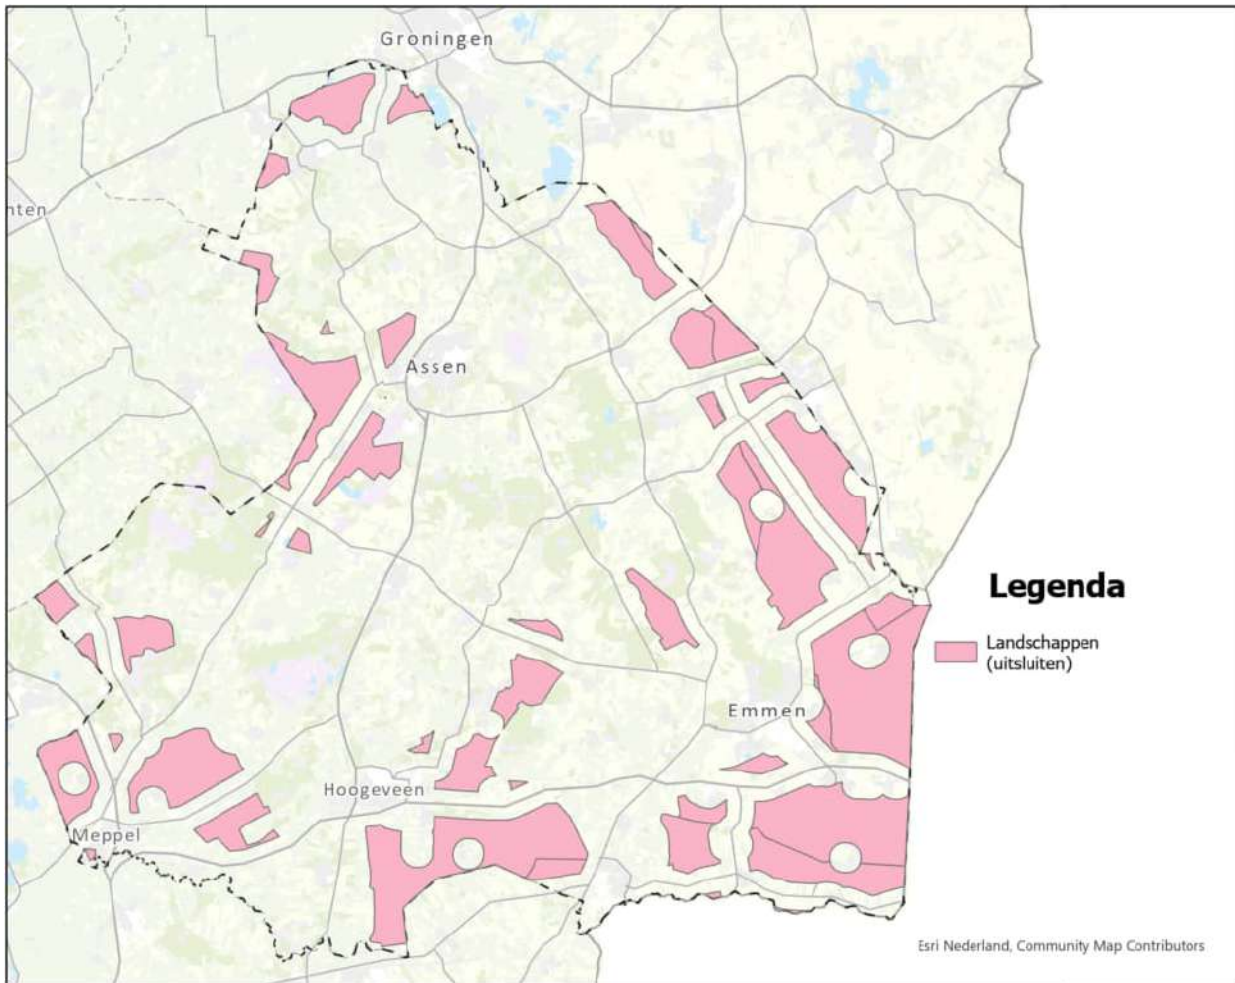 Groningen
nten
Assen
Legenda
Landschappen
(uitsluiten)
Emmen
Hoogeveen
Meppel
Esri Nederland, Community Map Contributors